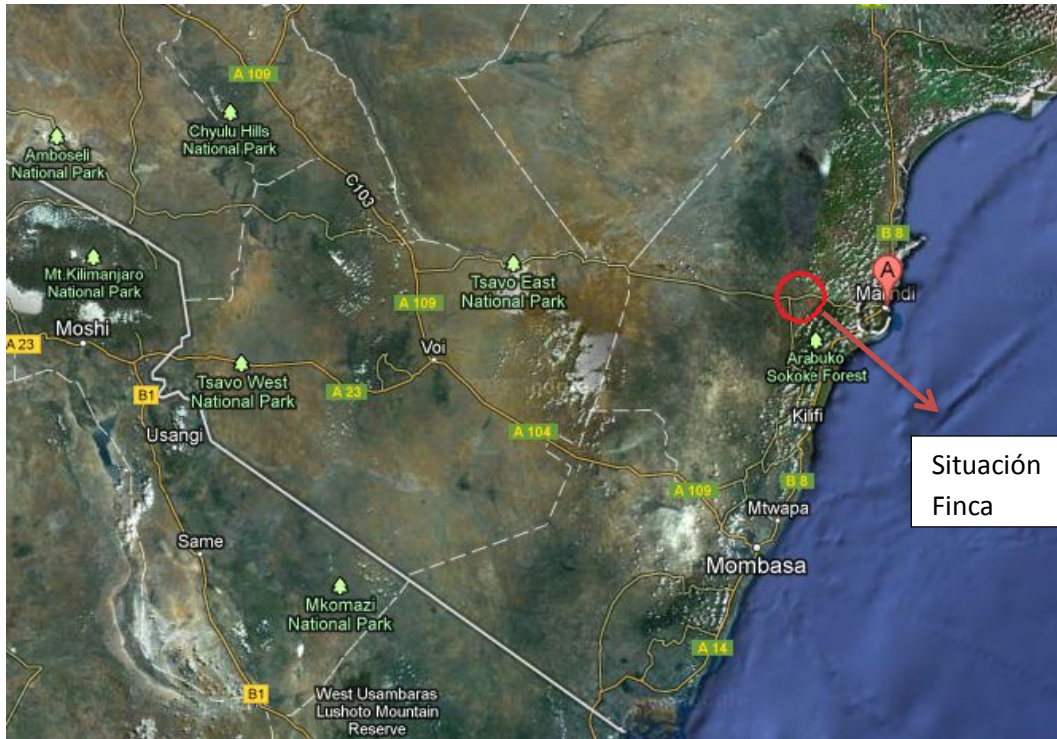 B 8
A 109
Chyulu Hills
National Park
Amboseli
National Park
C103
B 8
Mt.Kilimanjaro
National Park
Tsavo East
National Park
A
Malindi
A 109
Moshi
A 23
Voi
Arabuko
Sokoke Forest
Tsavo West
National Park
A 23
B1
Kilifi
Usangi
A 104
Situación
Finca
B 8
A 109
Mtwapa
Same
Mombasa
Mkomazi
National Park
A 14
B1
West Usambaras
Lushoto Mountain
Reserve